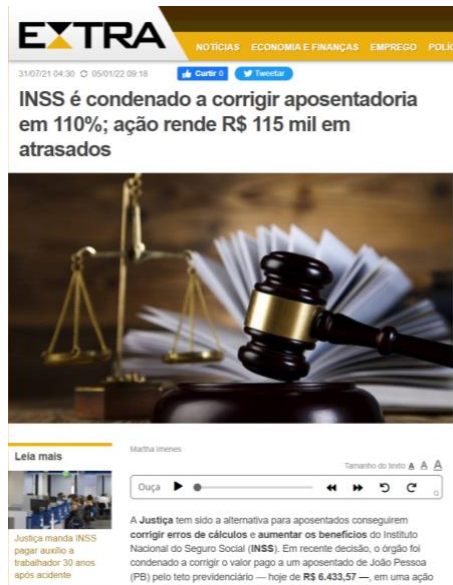 EXTRA
NOTÍCIAS ECONOMIA E FINANÇAS EMPREGO
31/07/21 04:30 05/01/22 09:18 Curtir 0 Tweetar
INSS é condenado a corrigir aposentadoria
em 110%; ação rende R$ 115 mil em
atrasados
Leia mais
Martha Imenes
Tamanho do texto A A A
Ouça
Justiça manda INSS
pagar auxílio a
trabalhador 30 anos
após acidente
A Justiça tem sido a alternativa para aposentados conseguirem
corrigir erros de cálculos e aumentar os benefícios do Instituto
Nacional do Seguro Social (INSS). Em recente decisão, o órgão foi
condenado a corrigir o valor pago a um aposentado de João Pessoa
(PB) pelo teto previdenciário — hoje de R$ 6.433,57 —, em uma ação